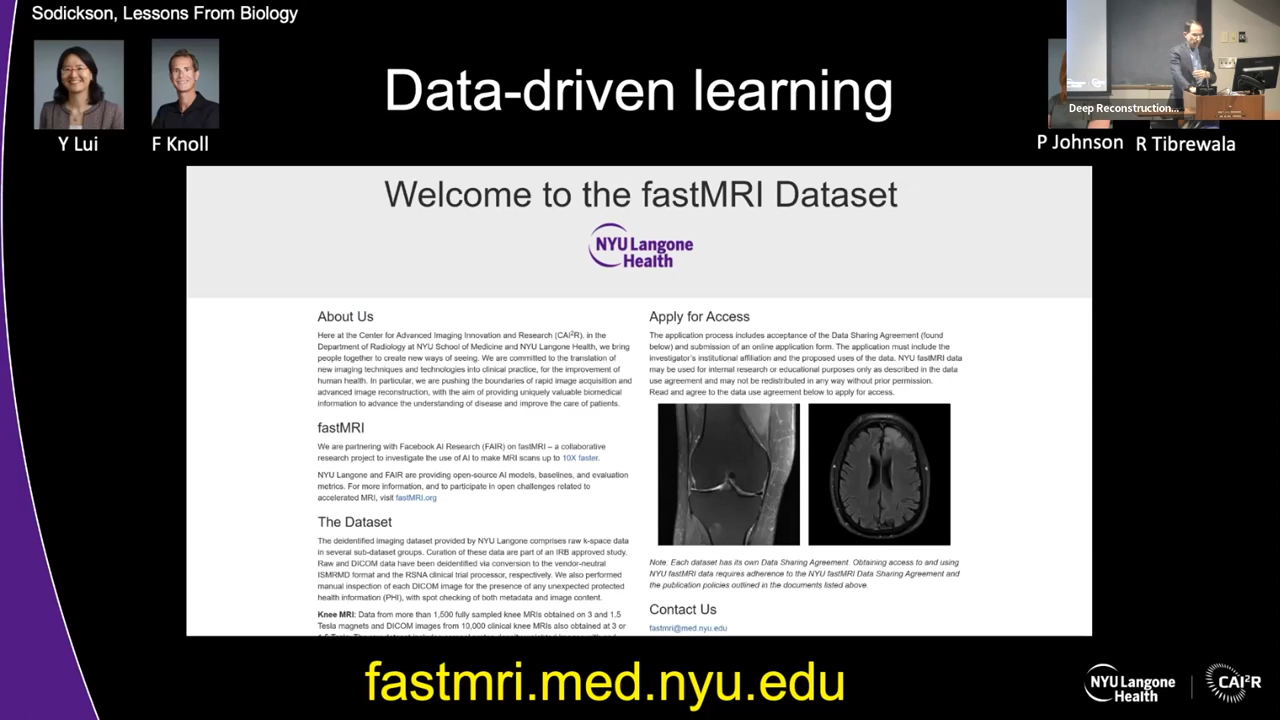 Sodickson, Lessons From Biology
Data-driven learning
Deep Reconstruction...
Y Lui
F Knoll
P Johnson
R Tibrewala
Welcome to the fastMRI Dataset
NYU Langone
Health
About Us
Here at the Center for Advanced Imaging Innovation and Research (CAI²R), in the
Department of Radiology at NYU School of Medicine and NYU Langone Health, we bring
people together to create new ways of seeing. We are committed to the translation of
new imaging techniques and technologies into clinical practice, for the improvement of
human health. In particular, we are pushing the boundaries of rapid image acquisition and
advanced image reconstruction, with the aim of providing uniquely valuable biomedical
information to advance the understanding of disease and improve the care of patients.
fastMRI
We are partnering with Facebook AI Research (FAIR) on fastMRI – a collaborative
research project to investigate the use of AI to make MRI scans up to 10X faster.
NYU Langone and FAIR are providing open-source AI models, baselines, and evaluation
metrics. For more information, and to participate in open challenges related to
accelerated MRI, visit fastMRI.org
The Dataset
The deidentified imaging dataset provided by NYU Langone comprises raw k-space data
in several sub-dataset groups. Curation of these data are part of an IRB approved study.
Raw and DICOM data have been deidentified via conversion to the vendor-neutral
ISMRMD format and the RSNA clinical trial processor, respectively. We also performed
manual inspection of each DICOM image for the presence of any unexpected protected
health information (PHI), with spot checking of both metadata and image content.
Knee MRI: Data from more than 1,500 fully sampled knee MRIs obtained on 3 and 1.5
Tesla magnets and DICOM images from 10,000 clinical knee MRIs also obtained at 3 or
Apply for Access
The application process includes acceptance of the Data Sharing Agreement (found
below) and submission of an online application form. The application must include the
investigator's institutional affiliation and the proposed uses of the data. NYU fastMRI data
may be used for internal research or educational purposes only as described in the data
use agreement and may not be redistributed in any way without prior permission.
Read and agree to the data use agreement below to apply for access.
Note. Each dataset has its own Data Sharing Agreement. Obtaining access to and using
NYU fastMRI data requires adherence to the NYU fastMRI Data Sharing Agreement and
the publication policies outlined in the documents listed above.
Contact Us
fastmri@med.nyu.edu
fastmri.med.nyu.edu
NYU Langone
Health
CAI²R